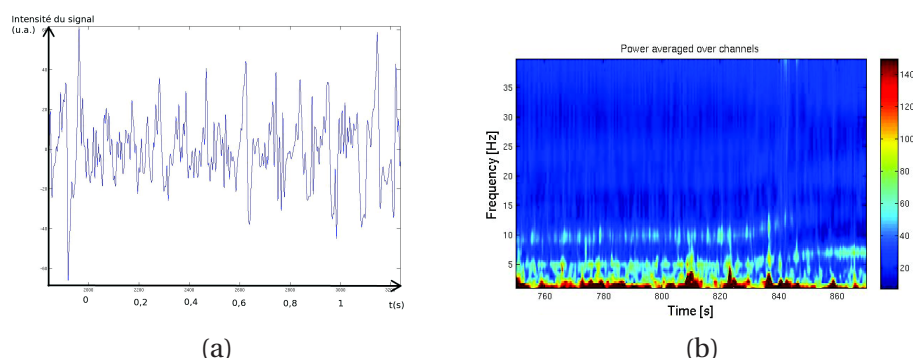 Intensité du signal
(u.a.)
0 0,2 0,4 0,6 0,8 1 t(s)
(a)
Power averaged over channels
Frequency [Hz]
35
30
25
20
15
10
5
760 780 800 820 840 860
Time [s]
140
120
100
80
60
40
20
(b)